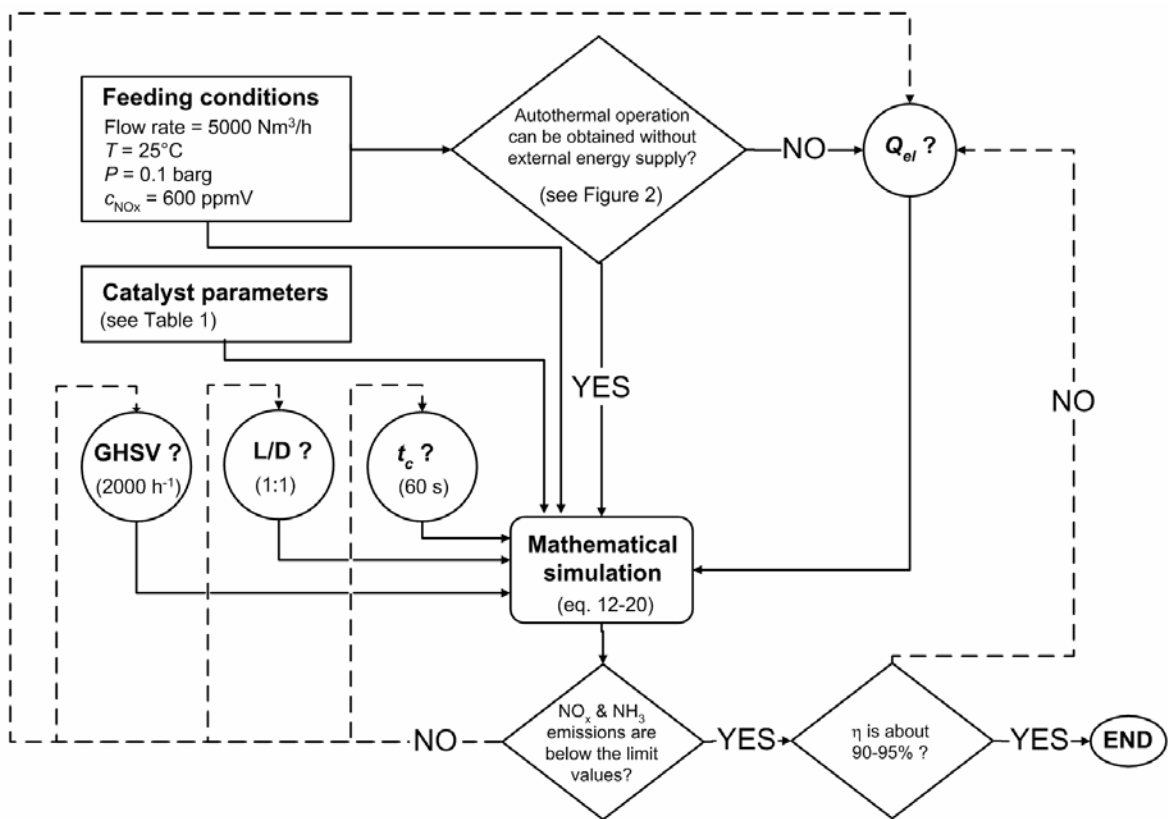 Feeding conditions
Flow rate = 5000 Nm³/h
T = 25°C
P = 0.1 barg
c_NOx = 600 ppmV
Autothermal operation
can be obtained without
external energy supply?
(see Figure 2)
NO
Q_el ?
Catalyst parameters
(see Table 1)
YES
NO
GHSV ?
(2000 h⁻¹)
L/D ?
(1:1)
t_c ?
(60 s)
Mathematical
simulation
(eq. 12-20)
NO
NOₓ & NH₃
emissions are
below the limit
values?
YES
η is about
90-95% ?
YES
END